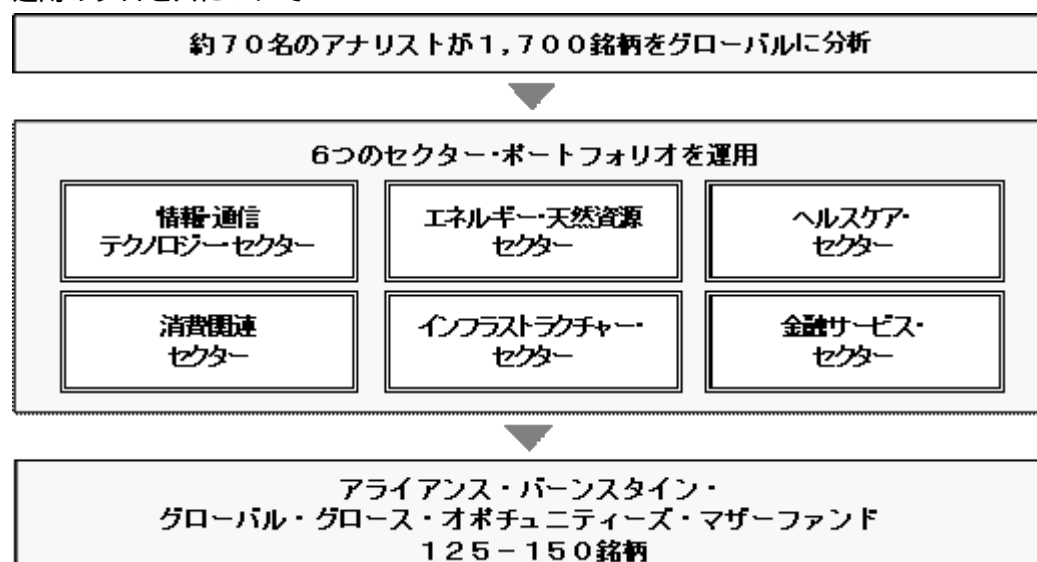 約70名のアナリストが1,700銘柄をグローバルに分析
6つのセクター・ポートフォリオを運用
情報・通信
テクノロジー・セクター
エネルギー・天然資源
セクター
ヘルスケア・
セクター
消費関連
セクター
インフラストラクチャー・
セクター
金融サービス・
セクター
アライアンス・バーンスタイン・
グローバル・グロース・オポチュニティーズ・マザーファンド
125-150銘柄